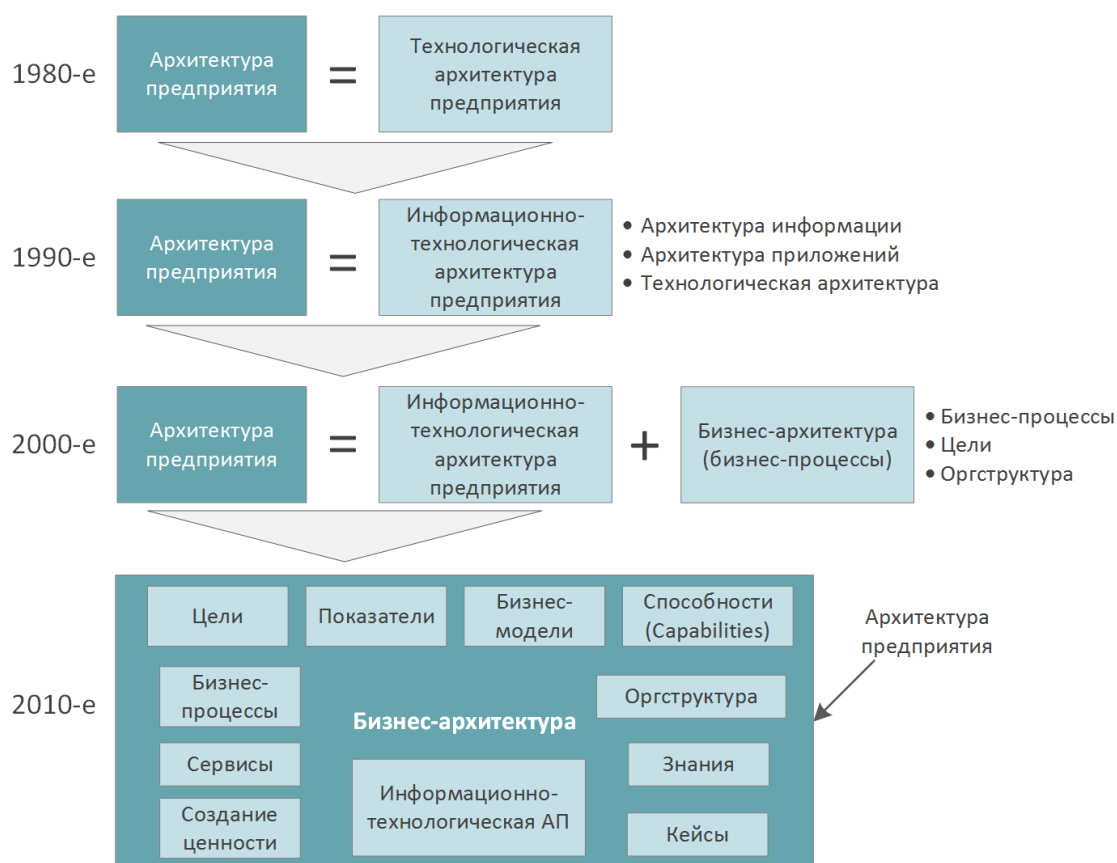 1980-е
Архитектура
предприятия
=
Технологическая
архитектура
предприятия
1990-е
Архитектура
предприятия
=
Информационно-
технологическая
архитектура
предприятия
• Архитектура информации
• Архитектура приложений
• Технологическая архитектура
2000-е
Архитектура
предприятия
=
Информационно-
технологическая
архитектура
предприятия
+
Бизнес-архитектура
(бизнес-процессы)
• Бизнес-процессы
• Цели
• Оргструктура
2010-е
Цели
Показатели
Бизнес-
модели
Способности
(Capabilities)
Архитектура
предприятия
Бизнес-
процессы
Оргструктура
Бизнес-архитектура
Сервисы
Знания
Информационно-
технологическая АП
Создание
ценности
Кейсы